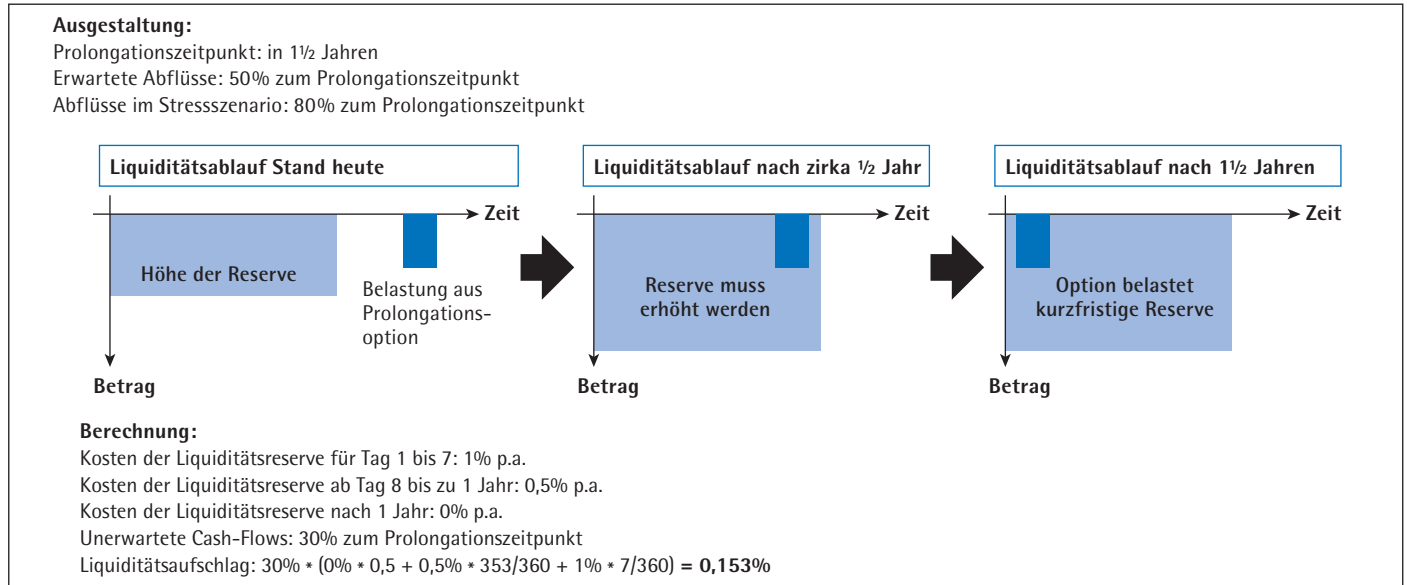 Ausgestaltung:
Prolongationszeitpunkt: in 1½ Jahren
Erwartete Abflüsse: 50% zum Prolongationszeitpunkt
Abflüsse im Stressszenario: 80% zum Prolongationszeitpunkt
Liquiditätsablauf Stand heute
Zeit
Höhe der Reserve
Belastung aus
Prolongations-
option
Betrag
Liquiditätsablauf nach zirka ½ Jahr
Zeit
Reserve muss
erhöht werden
Betrag
Liquiditätsablauf nach 1½ Jahren
Zeit
Option belastet
kurzfristige Reserve
Betrag
Berechnung:
Kosten der Liquiditätsreserve für Tag 1 bis 7: 1% p.a.
Kosten der Liquiditätsreserve ab Tag 8 bis zu 1 Jahr: 0,5% p.a.
Kosten der Liquiditätsreserve nach 1 Jahr: 0% p.a.
Unerwartete Cash-Flows: 30% zum Prolongationszeitpunkt
Liquiditätsaufschlag: 30% * (0% * 0,5 + 0,5% * 353/360 + 1% * 7/360) = 0,153%